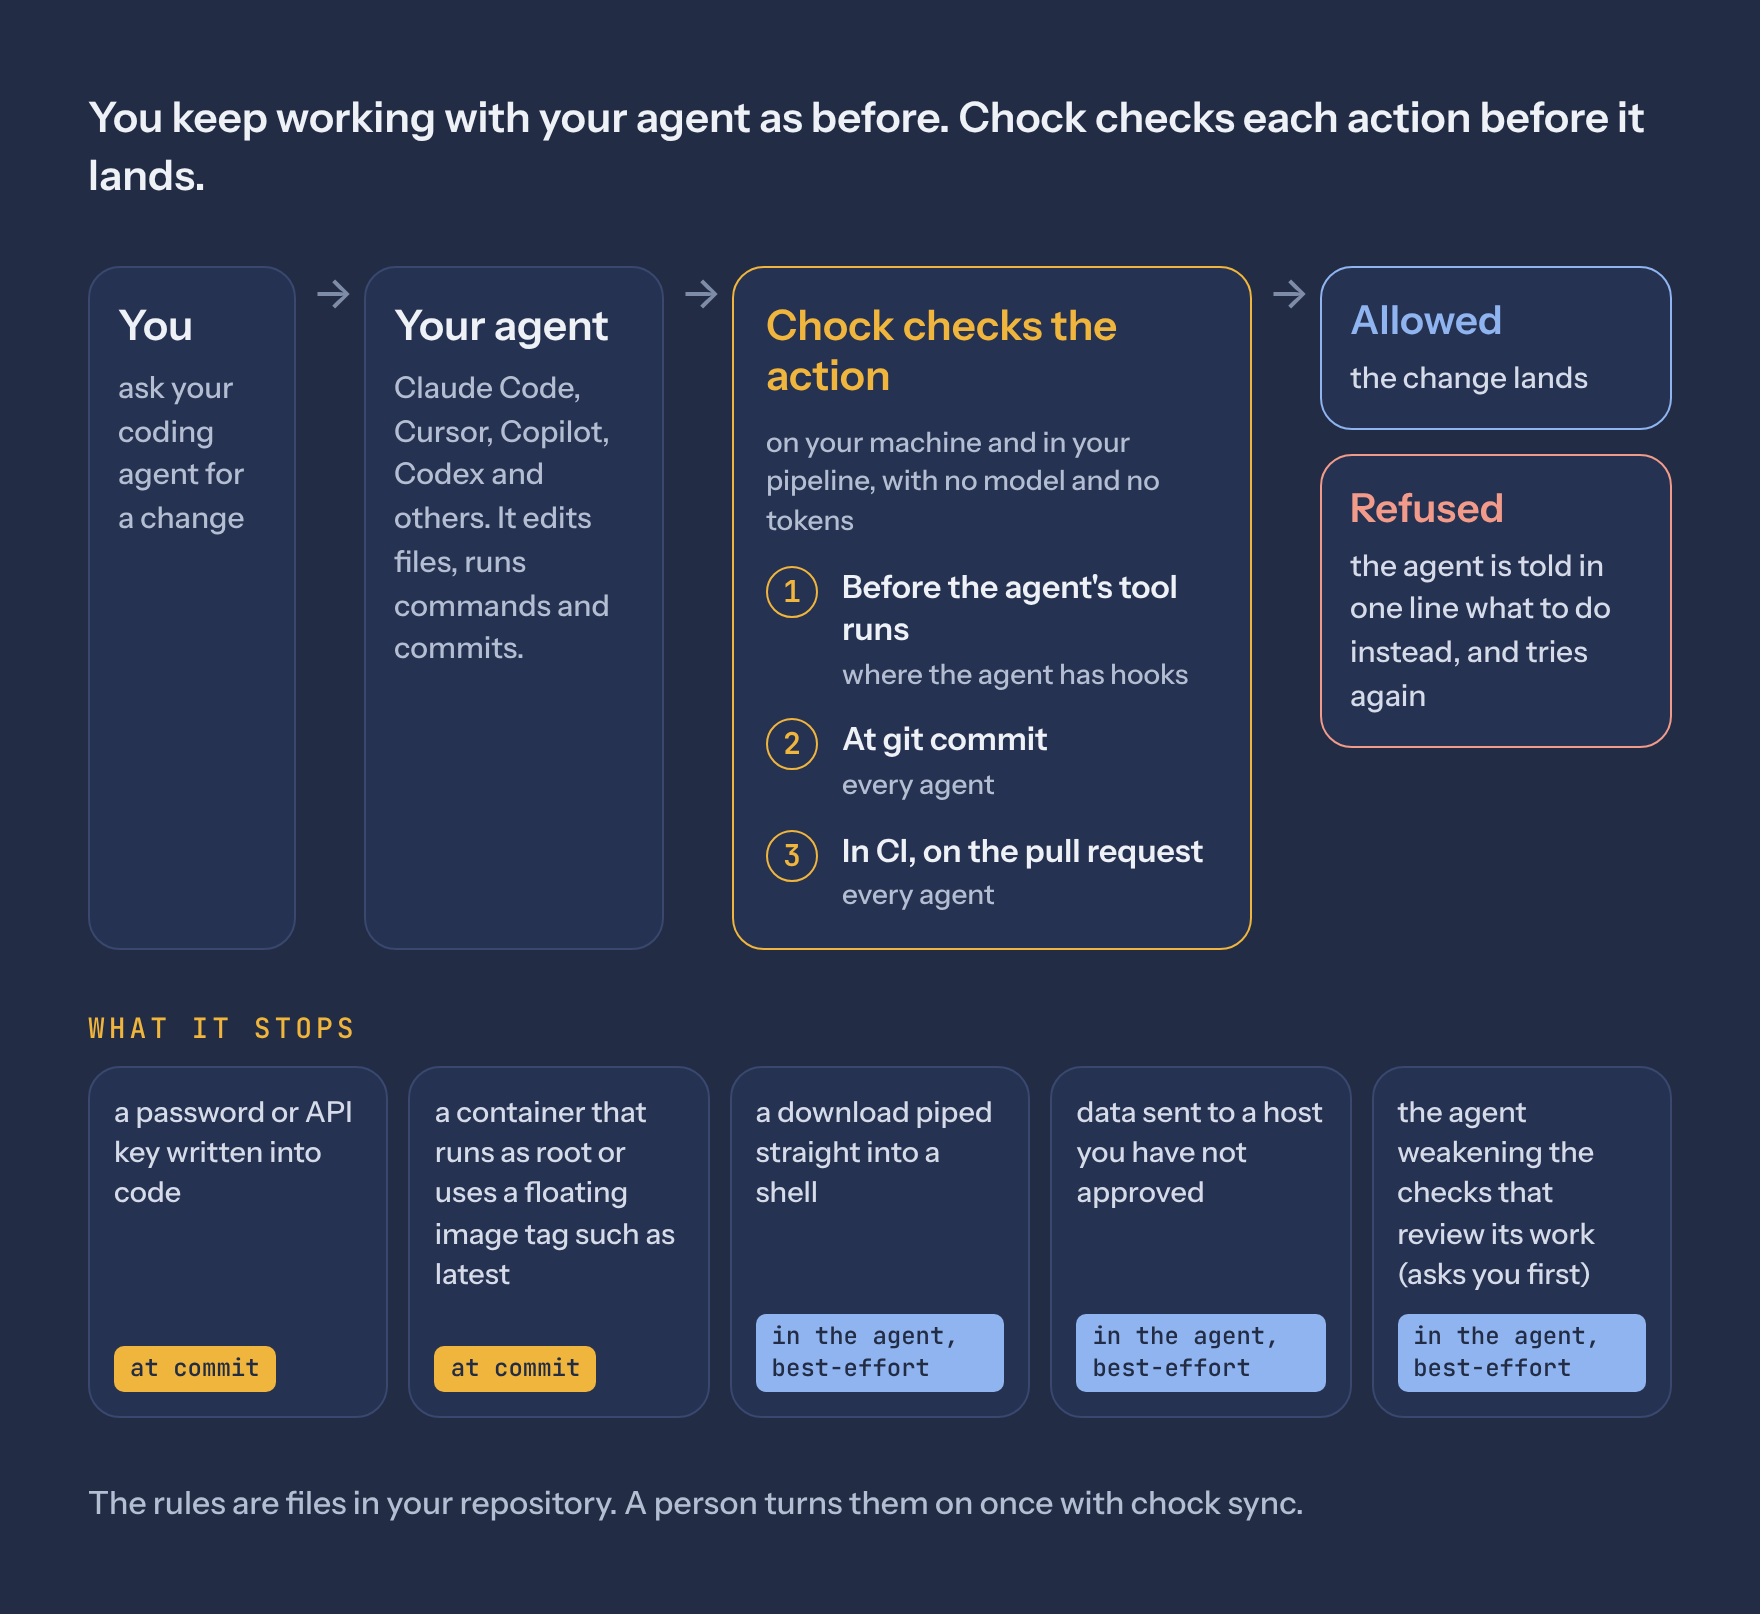 You keep working with your agent as before. Chock checks each action before it
lands.
You
ask your
coding
agent for
a change
→
Your agent
Claude Code,
Cursor, Copilot,
Codex and
others. It edits
files, runs
commands and
commits.
→
Chock checks the
action
on your machine and in your
pipeline, with no model and no
tokens
1
Before the agent's tool
runs
where the agent has hooks
2
At git commit
every agent
3
In CI, on the pull request
every agent
→
Allowed
the change lands
Refused
the agent is told in
one line what to do
instead, and tries
again
WHAT IT STOPS
a password or API
key written into
code
at commit
a container that
runs as root or
uses a floating
image tag such as
latest
at commit
a download piped
straight into a
shell
in the agent,
best-effort
data sent to a host
you have not
approved
in the agent,
best-effort
the agent
weakening the
checks that
review its work
(asks you first)
in the agent,
best-effort
The rules are files in your repository. A person turns them on once with chock sync.